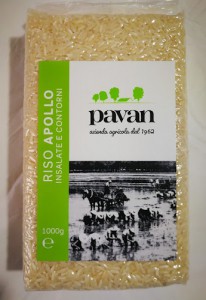 pavan
azienda agricola dal 1962
RISO APOLLO
INSALATE E CONTORNI
1000g
℮